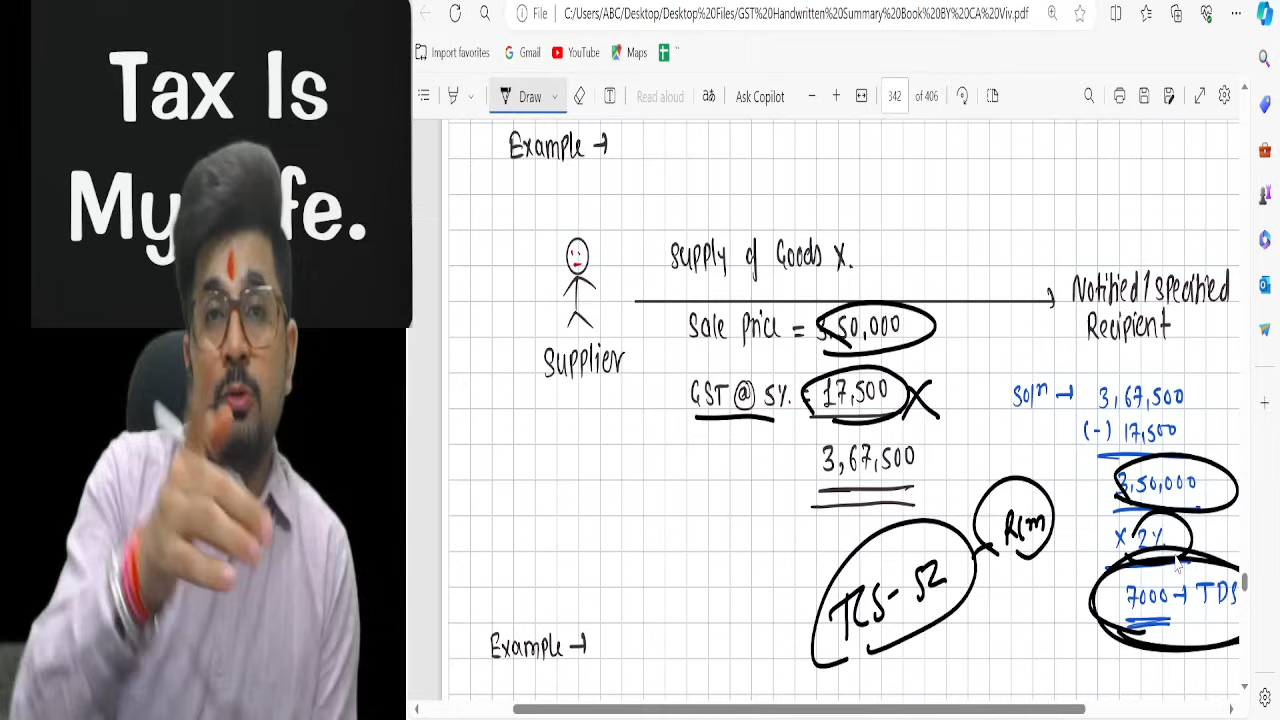 Tax Is
My fe.
File C:/Users/ABC/Desktop/Desktop%20Files/GST%20Handwritten%20Summary%20Book%20BY%20CA%20Viv.pdf
Import favorites Gmail YouTube Maps
Draw Read aloud Ask Copilot 342 of 406
Example →
Supply of Goods X.
Notified / specified
Recipient
Sale Price = 3,50,000
Supplier
GST @ 5%. = 17,500 X
Sol/n → 3,67,500
(-) 17,500
3,67,500
3,50,000
RCM
X 2%
TCS - 52
7000 → TDS
Example →